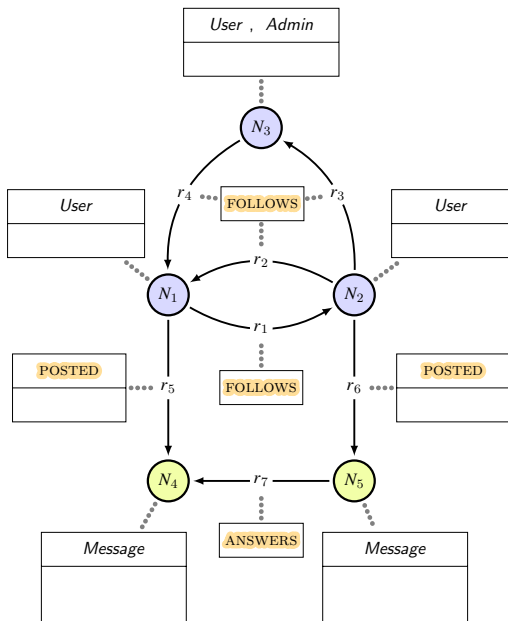 User , Admin
N3
r4
FOLLOWS
r3
User
User
r2
N1
N2
r1
POSTED
r5
FOLLOWS
r6
POSTED
N4
r7
N5
Message
ANSWERS
Message